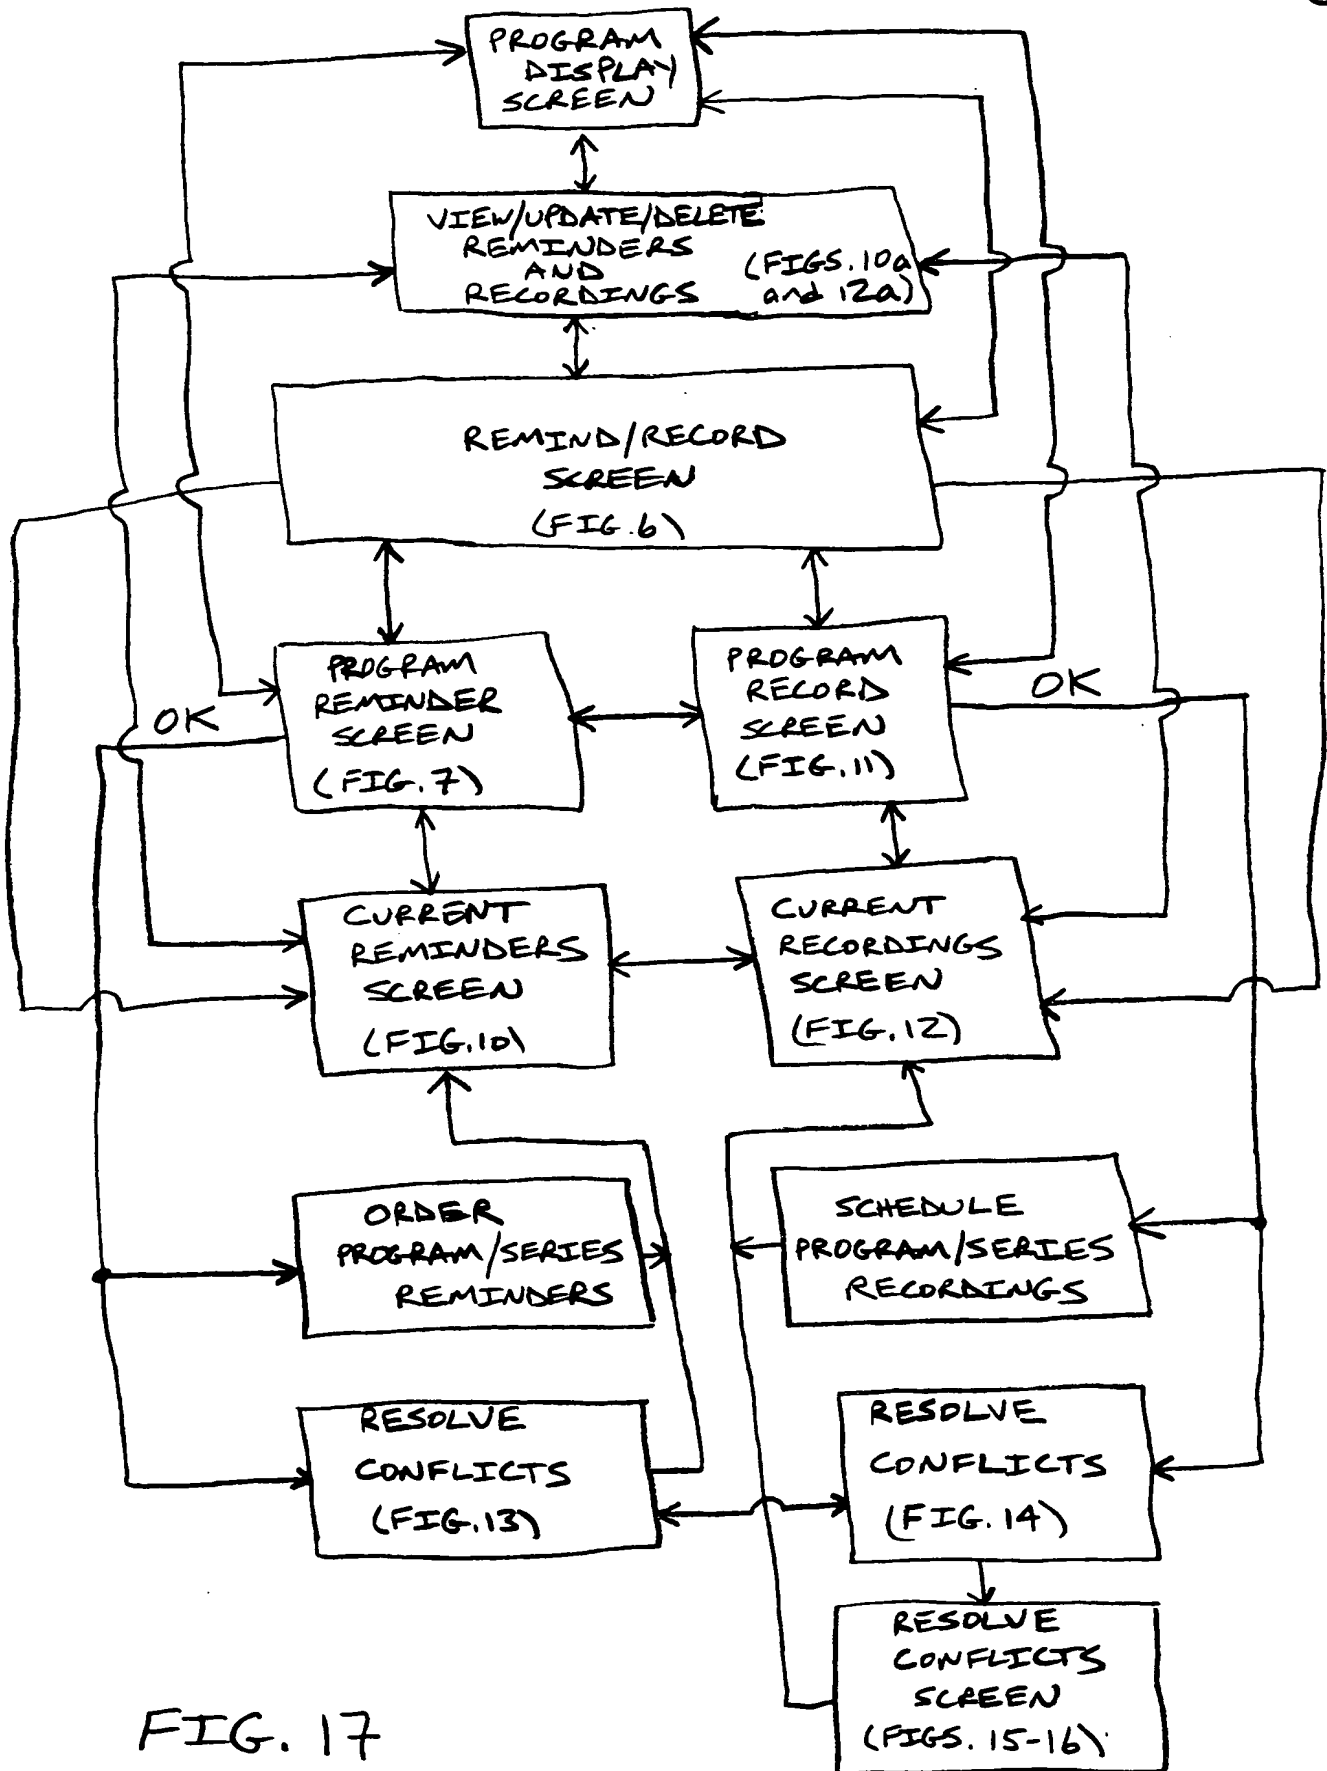 PROGRAM
DISPLAY
SCREEN
VIEW/UPDATE/DELETE
REMINDERS
AND
RECORDINGS
(FIGS. 10a
and 12a)
REMIND/RECORD
SCREEN
(FIG. 6)
PROGRAM
REMINDER
SCREEN
(FIG. 7)
OK
PROGRAM
RECORD
SCREEN
(FIG. 11)
OK
CURRENT
REMINDERS
SCREEN
(FIG. 10)
CURRENT
RECORDINGS
SCREEN
(FIG. 12)
ORDER
PROGRAM/SERIES
REMINDERS
SCHEDULE
PROGRAM/SERIES
RECORDINGS
RESOLVE
CONFLICTS
(FIG. 13)
RESOLVE
CONFLICTS
(FIG. 14)
RESOLVE
CONFLICTS
SCREEN
(FIGS. 15-16)
FIG. 17